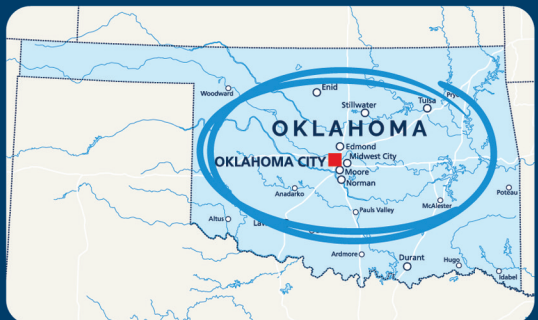 Enid
Woodward
Tulsa
Stillwater
OKLAHOMA
Edmond
Midwest City
OKLAHOMA CITY
Moore
Norman
Anadarko
Poteau
McAlester
Pauls Valley
Altus
Ardmore
Durant
Hugo
Idabel